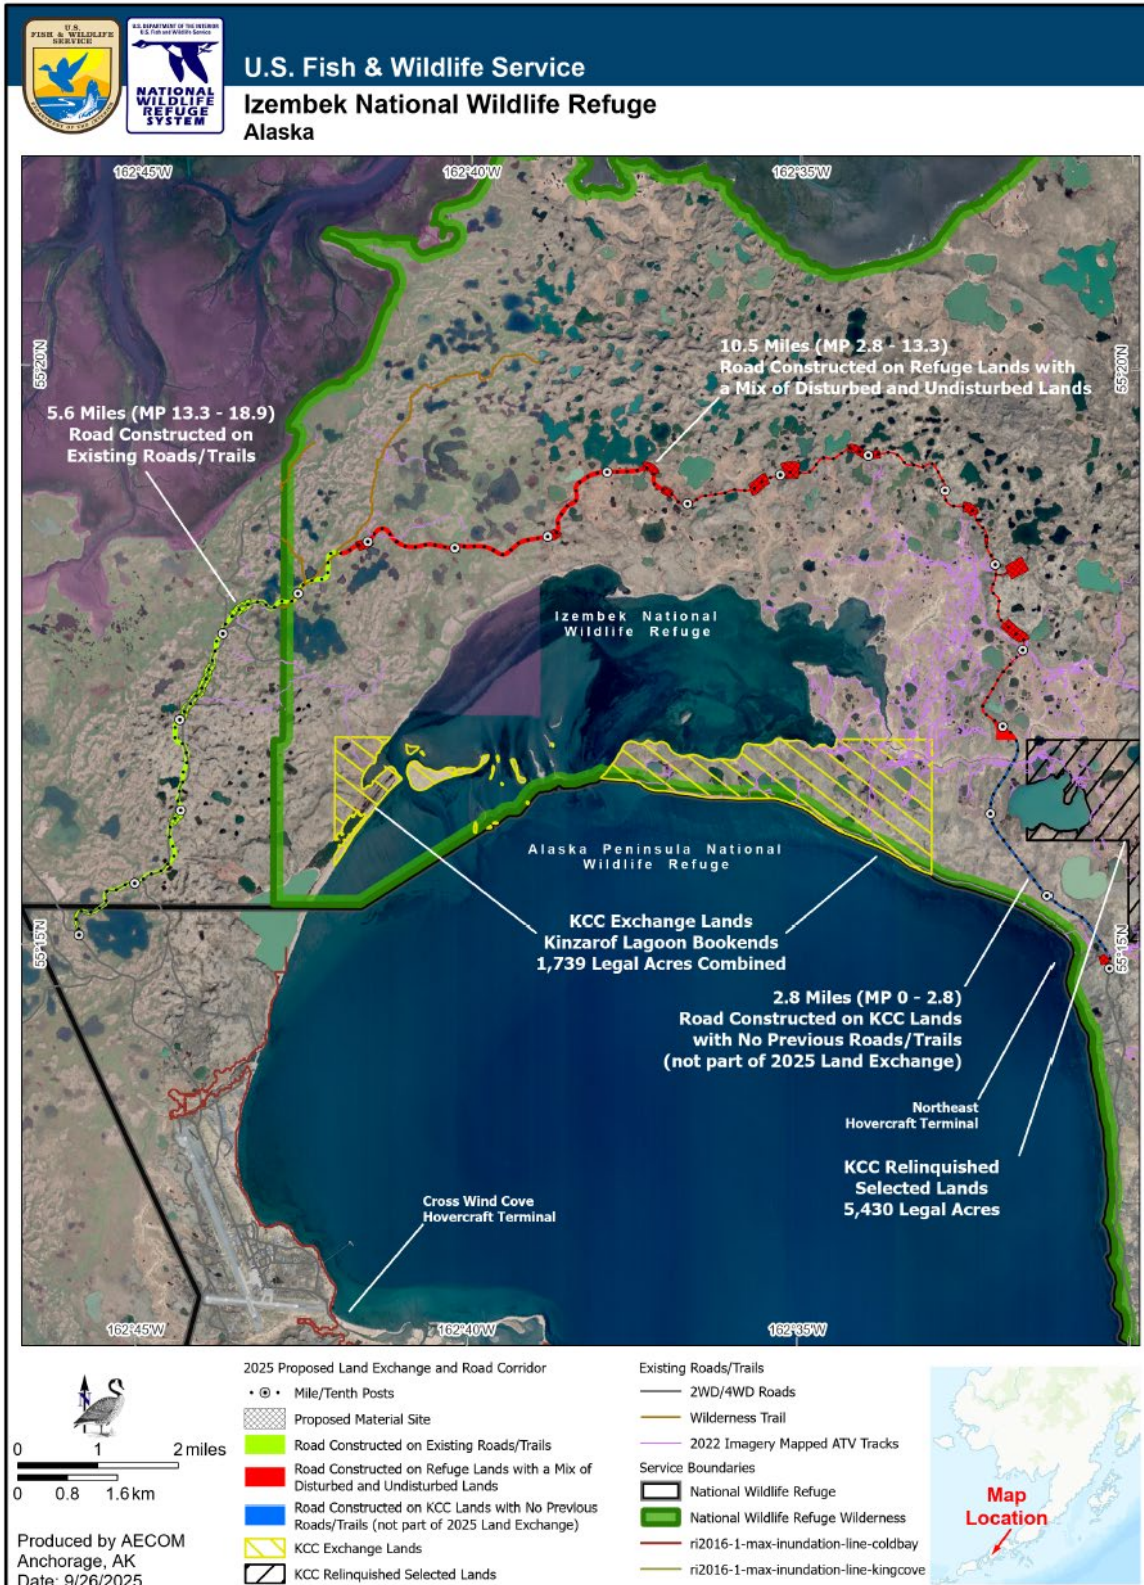 U.S.
FISH & WILDLIFE
SERVICE
DEPARTMENT OF THE INTERIOR
U.S. DEPARTMENT OF THE INTERIOR
U.S. Fish and Wildlife Service
NATIONAL
WILDLIFE
REFUGE
SYSTEM
U.S. Fish & Wildlife Service
Izembek National Wildlife Refuge
Alaska
162°45'W
162°40'W
162°35'W
55°20'N
55°20'N
10.5 Miles (MP 2.8 - 13.3)
Road Constructed on Refuge Lands with
a Mix of Disturbed and Undisturbed Lands
5.6 Miles (MP 13.3 - 18.9)
Road Constructed on
Existing Roads/Trails
Izembek National
Wildlife Refuge
Alaska Peninsula National
Wildlife Refuge
KCC Exchange Lands
Kinzarof Lagoon Bookends
1,739 Legal Acres Combined
55°15'N
55°15'N
2.8 Miles (MP 0 - 2.8)
Road Constructed on KCC Lands
with No Previous Roads/Trails
(not part of 2025 Land Exchange)
Northeast
Hovercraft Terminal
KCC Relinquished
Selected Lands
5,430 Legal Acres
Cross Wind Cove
Hovercraft Terminal
162°45'W
162°40'W
162°35'W
N
0 1 2 miles
0 0.8 1.6 km
Produced by AECOM
Anchorage, AK
Date: 9/26/2025
2025 Proposed Land Exchange and Road Corridor
Mile/Tenth Posts
Proposed Material Site
Road Constructed on Existing Roads/Trails
Road Constructed on Refuge Lands with a Mix of
Disturbed and Undisturbed Lands
Road Constructed on KCC Lands with No Previous
Roads/Trails (not part of 2025 Land Exchange)
KCC Exchange Lands
KCC Relinquished Selected Lands
Existing Roads/Trails
2WD/4WD Roads
Wilderness Trail
2022 Imagery Mapped ATV Tracks
Service Boundaries
National Wildlife Refuge
National Wildlife Refuge Wilderness
ri2016-1-max-inundation-line-coldbay
ri2016-1-max-inundation-line-kingcove
Map
Location